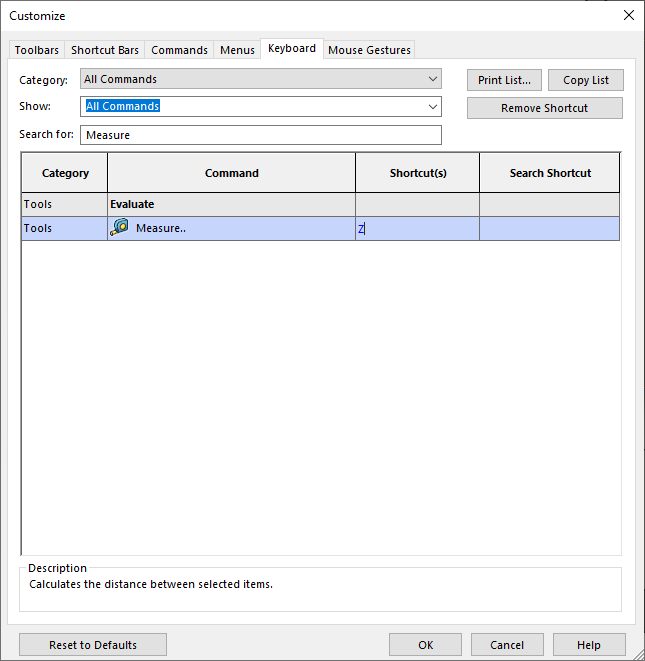 Customize
Toolbars Shortcut Bars Commands Menus Keyboard Mouse Gestures
Category: All Commands Print List... Copy List
Show: All Commands Remove Shortcut
Search for: Measure
Category Command Shortcut(s) Search Shortcut
Tools Evaluate
Tools Measure.. Z
Description
Calculates the distance between selected items.
Reset to Defaults OK Cancel Help